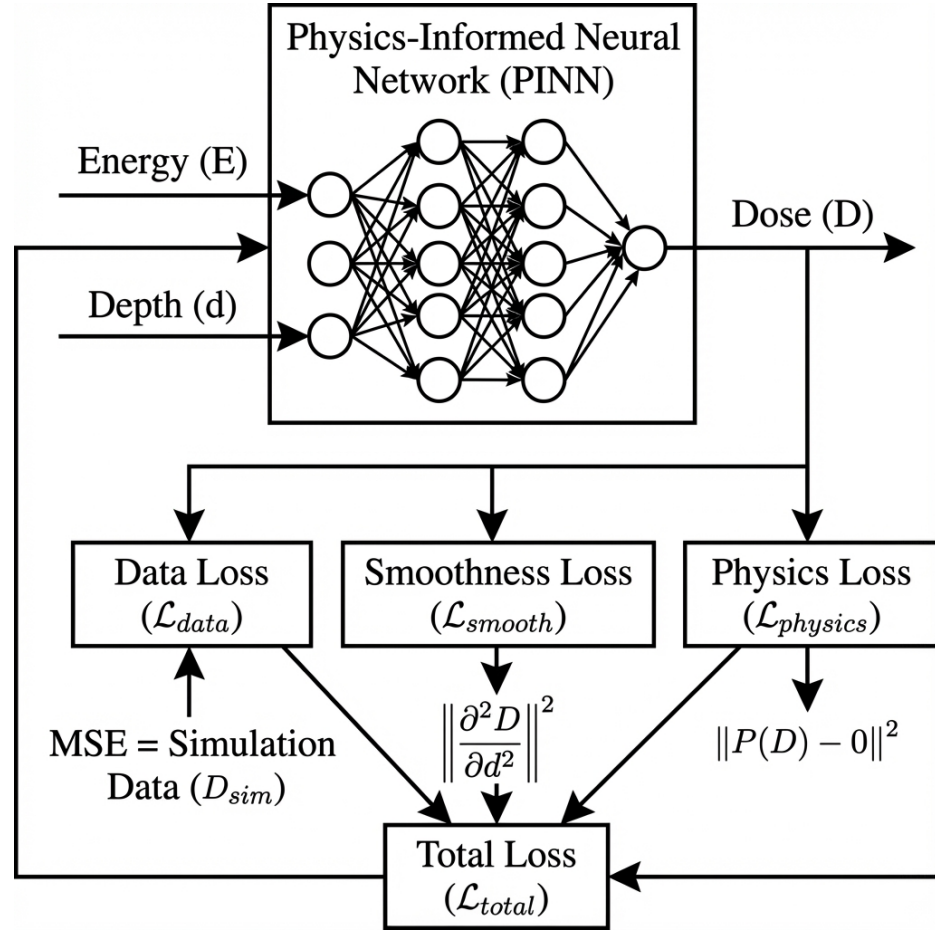 Physics-Informed Neural
Network (PINN)
Energy (E)
Depth (d)
Dose (D)
Data Loss
(ℒ_data)
Smoothness Loss
(ℒ_smooth)
Physics Loss
(ℒ_physics)
MSE = Simulation
Data (D_sim)
‖∂²D/∂d²‖²
‖P(D) − 0‖²
Total Loss
(ℒ_total)